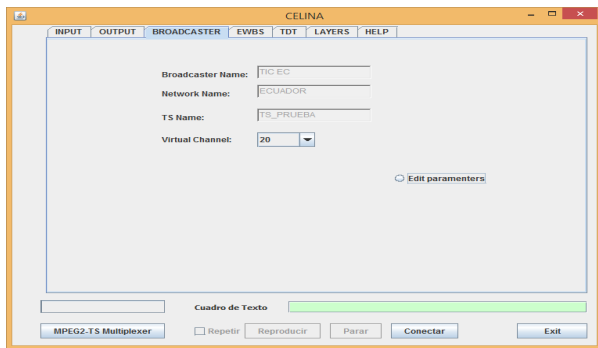 CELINA
INPUT OUTPUT BROADCASTER EWBS TDT LAYERS HELP
Broadcaster Name: TIC EC
Network Name: ECUADOR
TS Name: TS_PRUEBA
Virtual Channel: 20
Edit paramenters
Cuadro de Texto
MPEG2-TS Multiplexer Repetir Reproducir Parar Conectar Exit